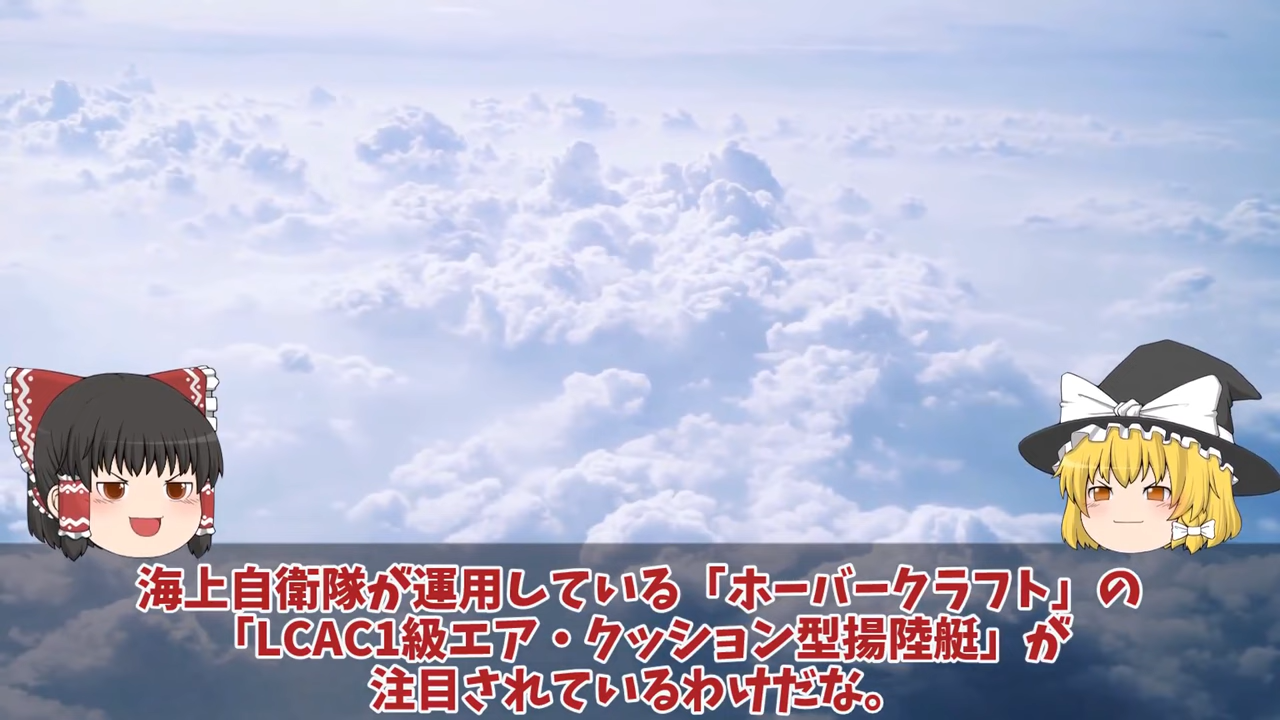 海上自衛隊が運用している「ホーバークラフト」の
「LCAC1級エア・クッション型揚陸艇」が
注目されているわけだな。